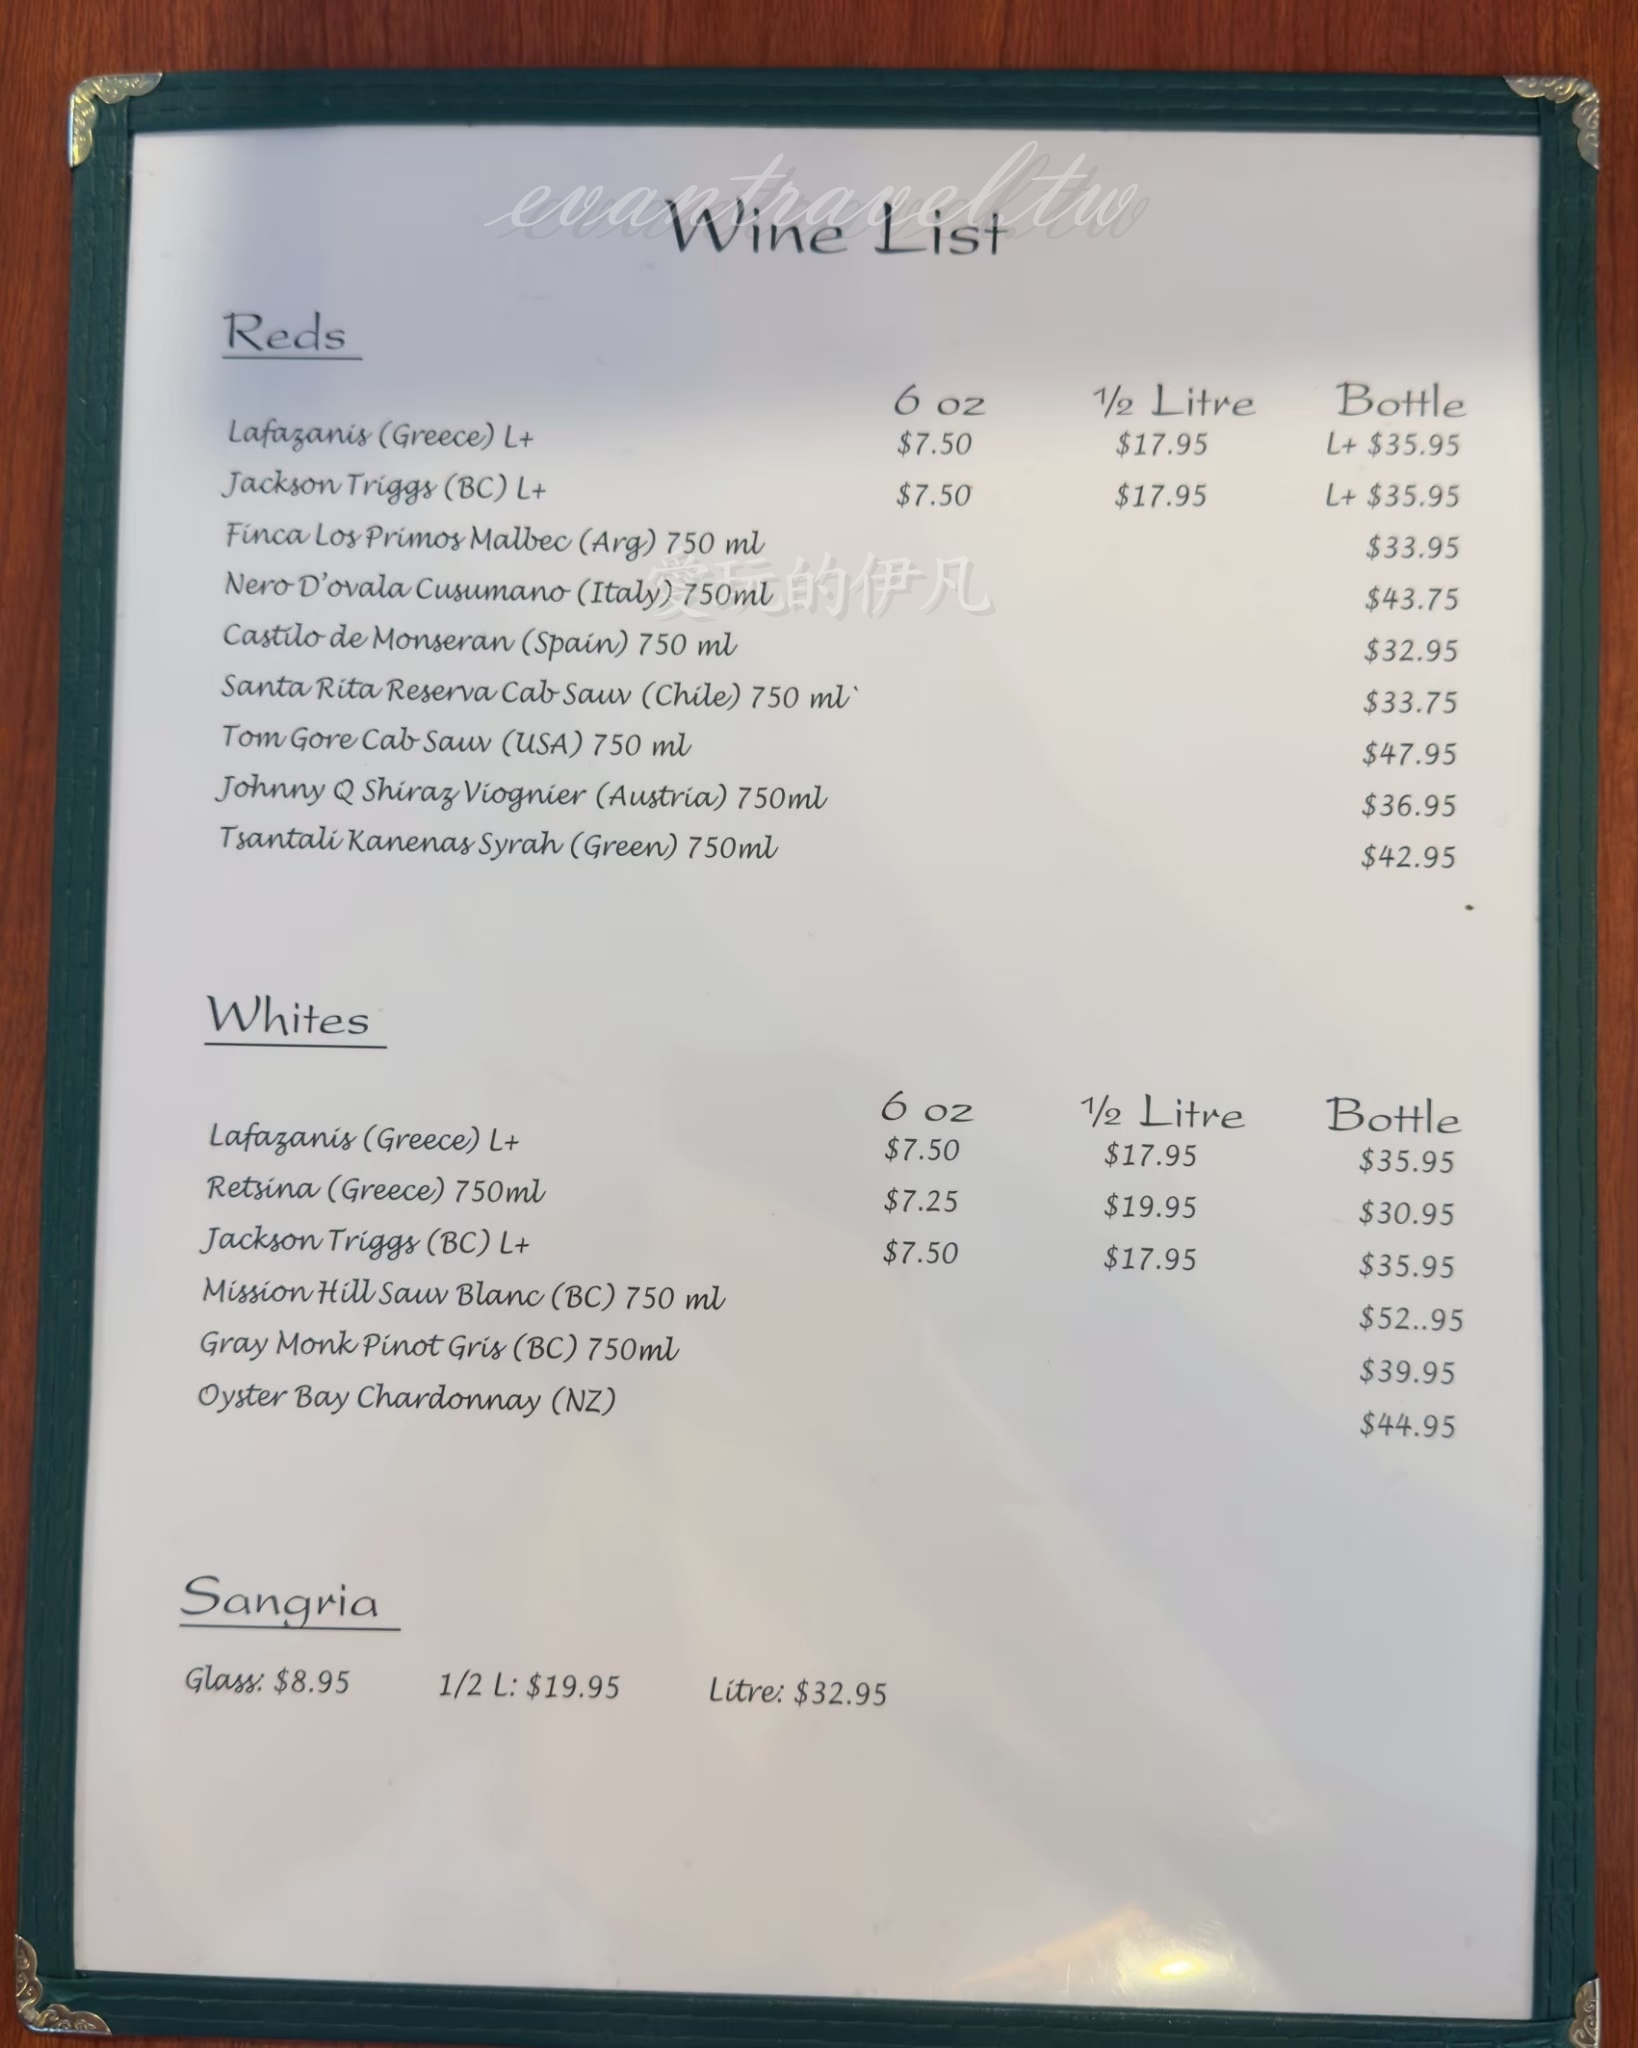 evantravel.tw
Wine List
Reds
6 oz ½ Litre Bottle
Lafazanis (Greece) L+ $7.50 $17.95 L+ $35.95
Jackson Triggs (BC) L+ $7.50 $17.95 L+ $35.95
Finca Los Primos Malbec (Arg) 750 ml $33.95
愛玩的伊凡
Nero D'ovala Cusumano (Italy) 750ml $43.75
Castilo de Monseran (Spain) 750 ml $32.95
Santa Rita Reserva Cab Sauv (Chile) 750 ml` $33.75
Tom Gore Cab Sauv (USA) 750 ml $47.95
Johnny Q Shiraz Viognier (Austria) 750ml $36.95
Tsantali Kanenas Syrah (Green) 750ml $42.95
Whites
6 oz ½ Litre Bottle
Lafazanis (Greece) L+ $7.50 $17.95 $35.95
Retsina (Greece) 750ml $7.25 $19.95 $30.95
Jackson Triggs (BC) L+ $7.50 $17.95 $35.95
Mission Hill Sauv Blanc (BC) 750 ml $52..95
Gray Monk Pinot Gris (BC) 750ml $39.95
Oyster Bay Chardonnay (NZ) $44.95
Sangria
Glass: $8.95 1/2 L: $19.95 Litre: $32.95